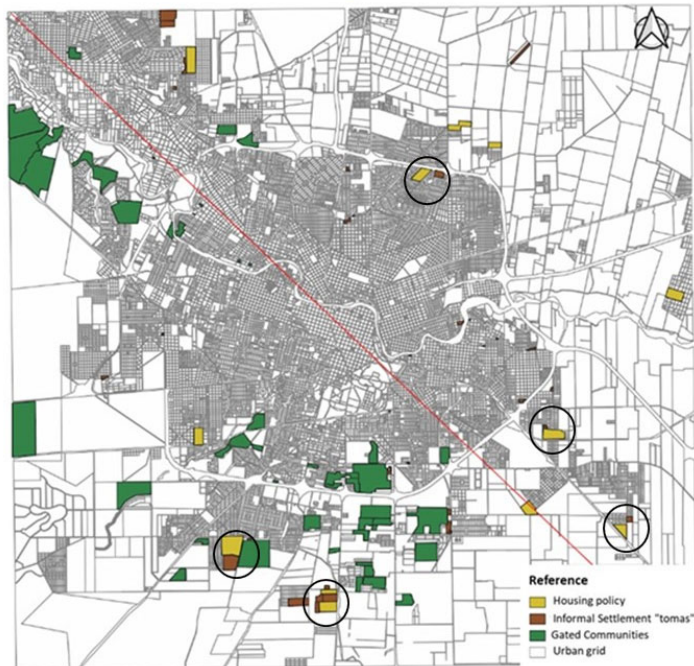 Reference
Housing policy
Informal Settlement "tomas"
Gated Communities
Urban grid